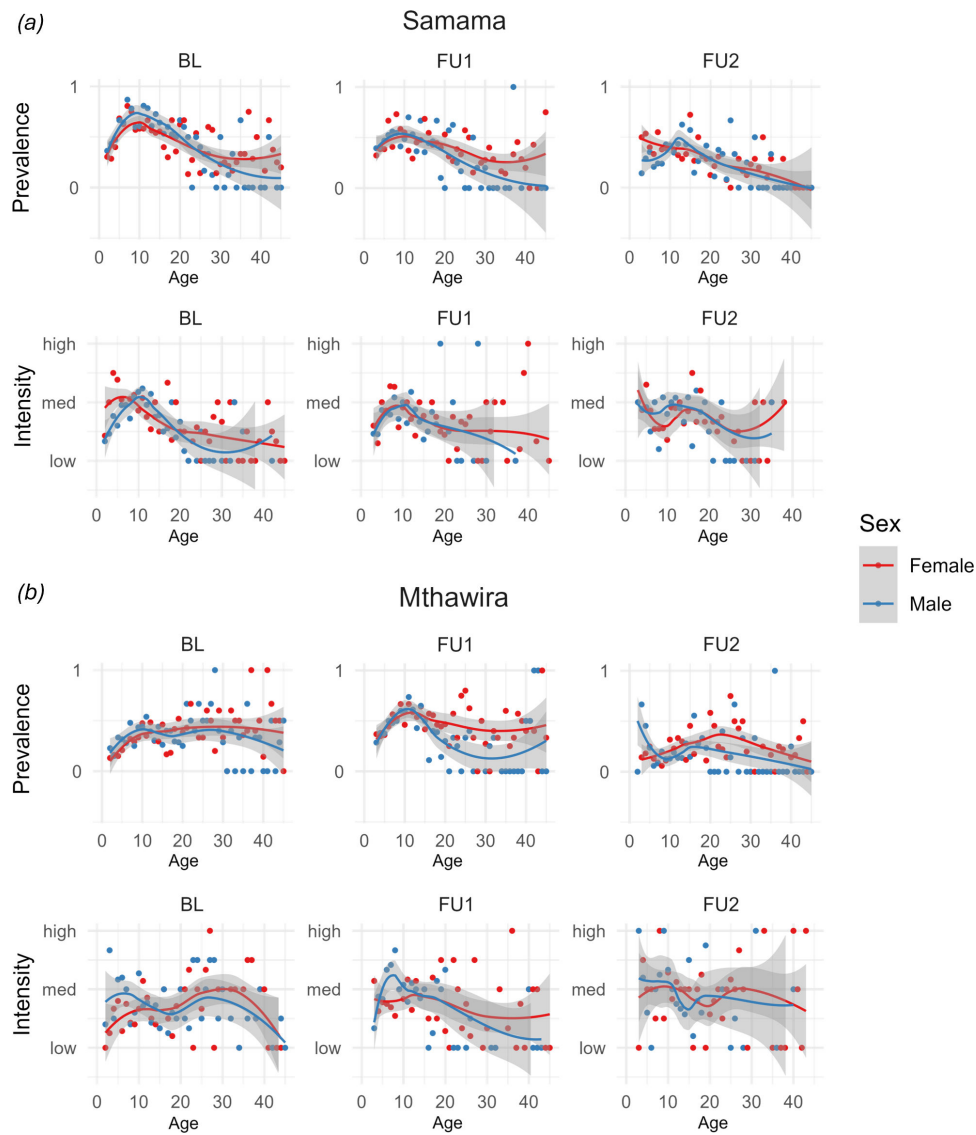 (a)
Samama
BL FU1 FU2
Prevalence
1
0
0 10 20 30 40 0 10 20 30 40 0 10 20 30 40
Age Age Age
BL FU1 FU2
Intensity
high high high
med med med
low low low
0 10 20 30 40 0 10 20 30 40 0 10 20 30 40
Age Age Age
Sex
Female
Male
(b)
Mthawira
BL FU1 FU2
Prevalence
1 1 1
0 0 0
0 10 20 30 40 0 10 20 30 40 0 10 20 30 40
Age Age Age
BL FU1 FU2
Intensity
high high high
med med med
low low low
0 10 20 30 40 0 10 20 30 40 0 10 20 30 40
Age Age Age